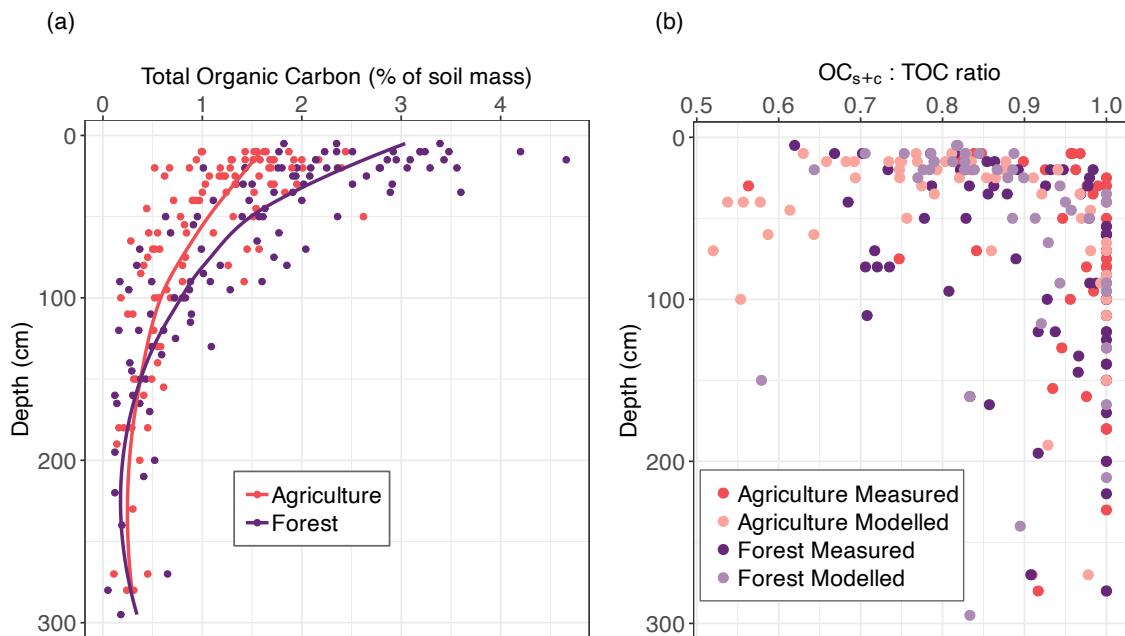 (a)
Total Organic Carbon (% of soil mass)
0 1 2 3 4
0
100
200
300
Depth (cm)
Agriculture
Forest
(b)
OCs+c : TOC ratio
0.5 0.6 0.7 0.8 0.9 1.0
0
100
200
300
Depth (cm)
Agriculture Measured
Agriculture Modelled
Forest Measured
Forest Modelled